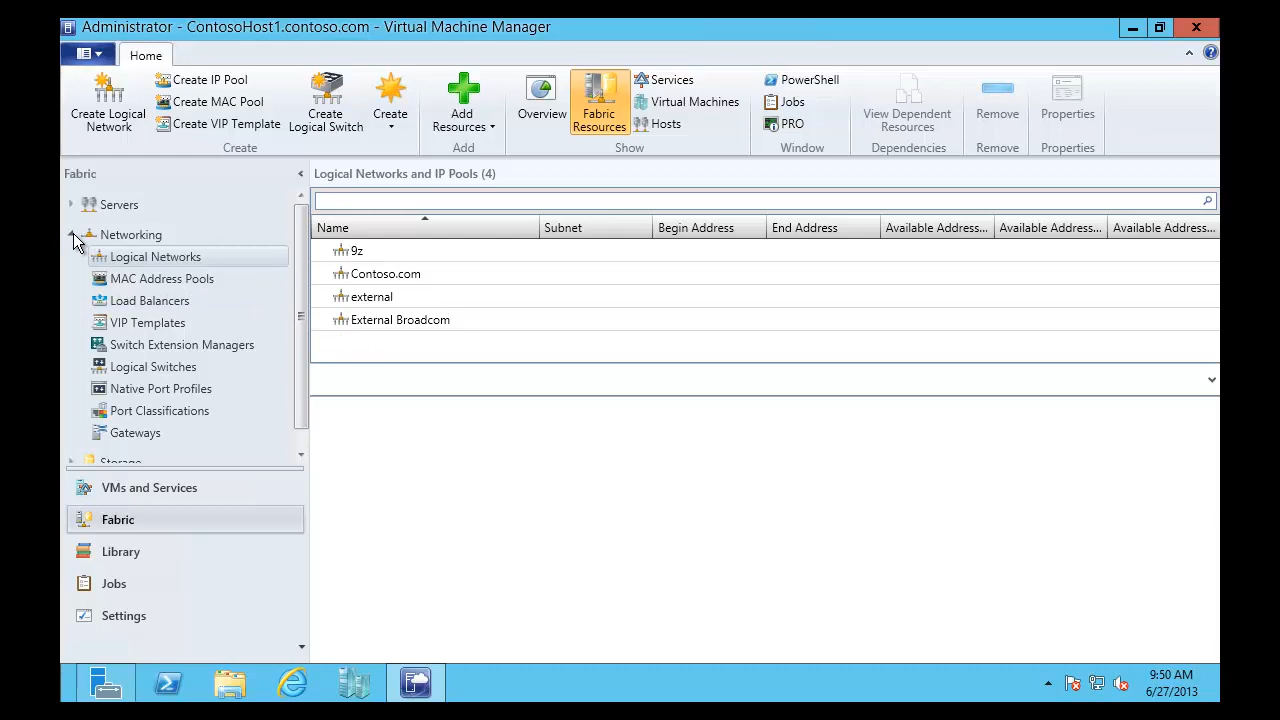 Administrator - ContosoHost1.contoso.com - Virtual Machine Manager
Home
Create Logical Network
Create IP Pool
Create MAC Pool
Create VIP Template
Create Logical Switch
Create
Create
Add Resources
Add
Overview
Fabric Resources
Services
Virtual Machines
Hosts
Show
PowerShell
Jobs
PRO
Window
View Dependent Resources
Dependencies
Remove
Remove
Properties
Properties
Fabric
Servers
Networking
Logical Networks
MAC Address Pools
Load Balancers
VIP Templates
Switch Extension Managers
Logical Switches
Native Port Profiles
Port Classifications
Gateways
Storage
VMs and Services
Fabric
Library
Jobs
Settings
Logical Networks and IP Pools (4)
Name Subnet Begin Address End Address Available Address... Available Address... Available Address...
9z
Contoso.com
external
External Broadcom
9:50 AM
6/27/2013